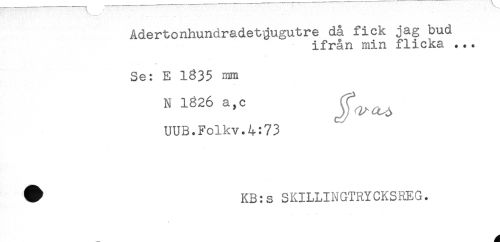 Adertonhundradetjugutre då fick jag bud
ifrån min flicka ...
Se: E 1835 mm
N 1826 a,c
Svas
UUB.Folkv.4:73
KB:s SKILLINGTRYCKSREG.